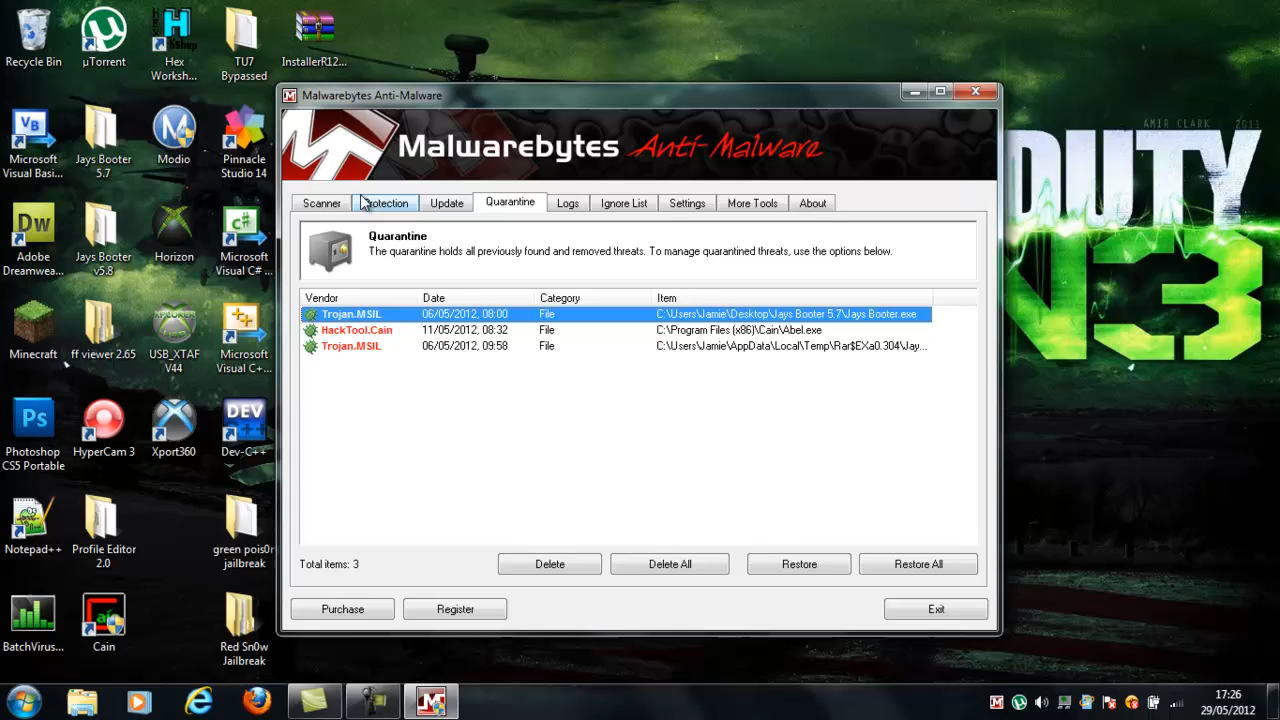 Recycle Bin
µTorrent
Hex Worksh...
TU7 Bypassed
InstallerR12...
Microsoft Visual Basi...
Jays Booter 5.7
Modio
Pinnacle Studio 14
Adobe Dreamwea...
Jays Booter v5.8
Horizon
Microsoft Visual C# ...
Minecraft
ff viewer 2.65
USB_XTAF V44
Microsoft Visual C+...
Photoshop CS5 Portable
HyperCam 3
Xport360
Dev-C++
Notepad++
Profile Editor 2.0
green pois0n jailbreak
BatchVirus...
Cain
Red Sn0w Jailbreak
Malwarebytes Anti-Malware
Malwarebytes Anti-Malware
Scanner
Protection
Update
Quarantine
Logs
Ignore List
Settings
More Tools
About
Quarantine
The quarantine holds all previously found and removed threats. To manage quarantined threats, use the options below.
Vendor Date Category Item
Trojan.MSIL 06/05/2012, 08:00 File C:\Users\Jamie\Desktop\Jays Booter 5.7\Jays Booter.exe
HackTool.Cain 11/05/2012, 08:32 File C:\Program Files (x86)\Cain\Abel.exe
Trojan.MSIL 06/05/2012, 09:58 File C:\Users\Jamie\AppData\Local\Temp\Rar$EXa0.304\Jay...
Total items: 3
Delete
Delete All
Restore
Restore All
Purchase
Register
Exit
AMIR CLARK 2011
DUTY
17:26
29/05/2012